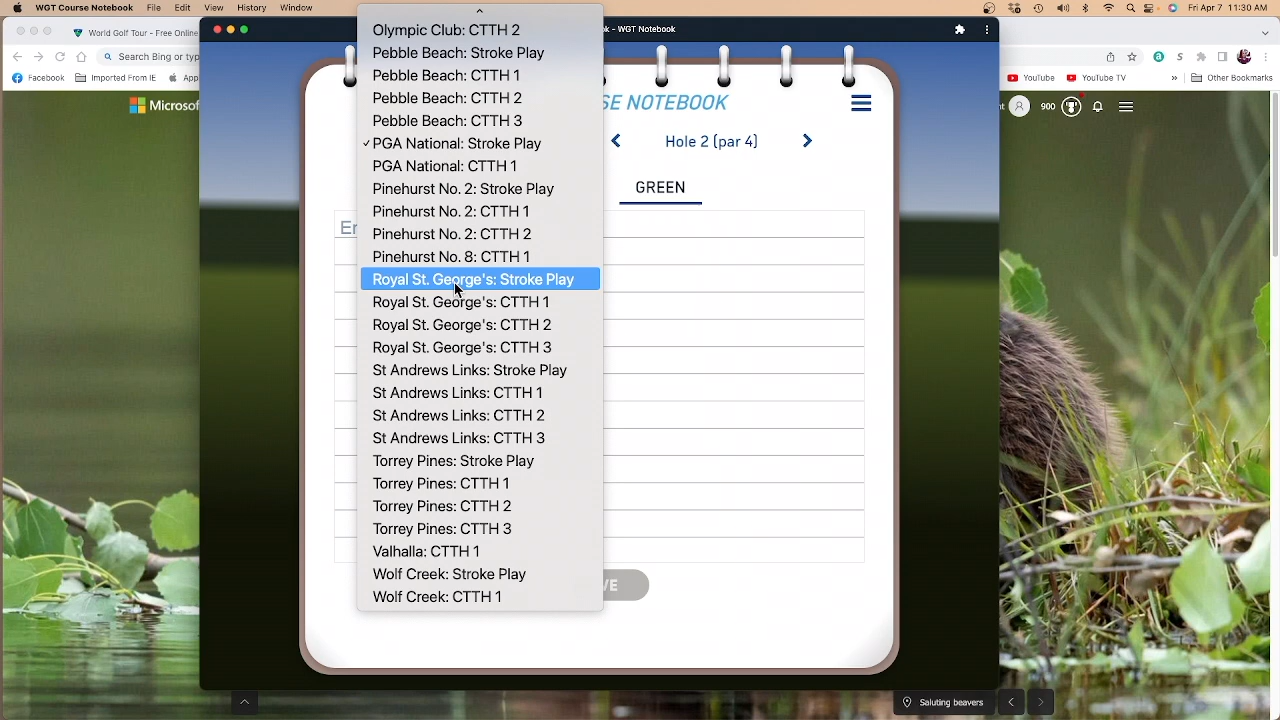 WGT Course Notebook File Edit View History Window Fri Apr 7 11:30 AM
World Golf Tour - Free Online
ok - WGT Notebook
Search Bing or typ
Facebook Imported From IE App
YouTube YouTube TV » Other Bookmarks
Microsof
900
SE NOTEBOOK
Hole 2 (par 4)
GREEN
Er
VE
Olympic Club: CTTH 2
Pebble Beach: Stroke Play
Pebble Beach: CTTH 1
Pebble Beach: CTTH 2
Pebble Beach: CTTH 3
✓ PGA National: Stroke Play
PGA National: CTTH 1
Pinehurst No. 2: Stroke Play
Pinehurst No. 2: CTTH 1
Pinehurst No. 2: CTTH 2
Pinehurst No. 8: CTTH 1
Royal St. George's: Stroke Play
Royal St. George's: CTTH 1
Royal St. George's: CTTH 2
Royal St. George's: CTTH 3
St Andrews Links: Stroke Play
St Andrews Links: CTTH 1
St Andrews Links: CTTH 2
St Andrews Links: CTTH 3
Torrey Pines: Stroke Play
Torrey Pines: CTTH 1
Torrey Pines: CTTH 2
Torrey Pines: CTTH 3
Valhalla: CTTH 1
Wolf Creek: Stroke Play
Wolf Creek: CTTH 1
Saluting beavers